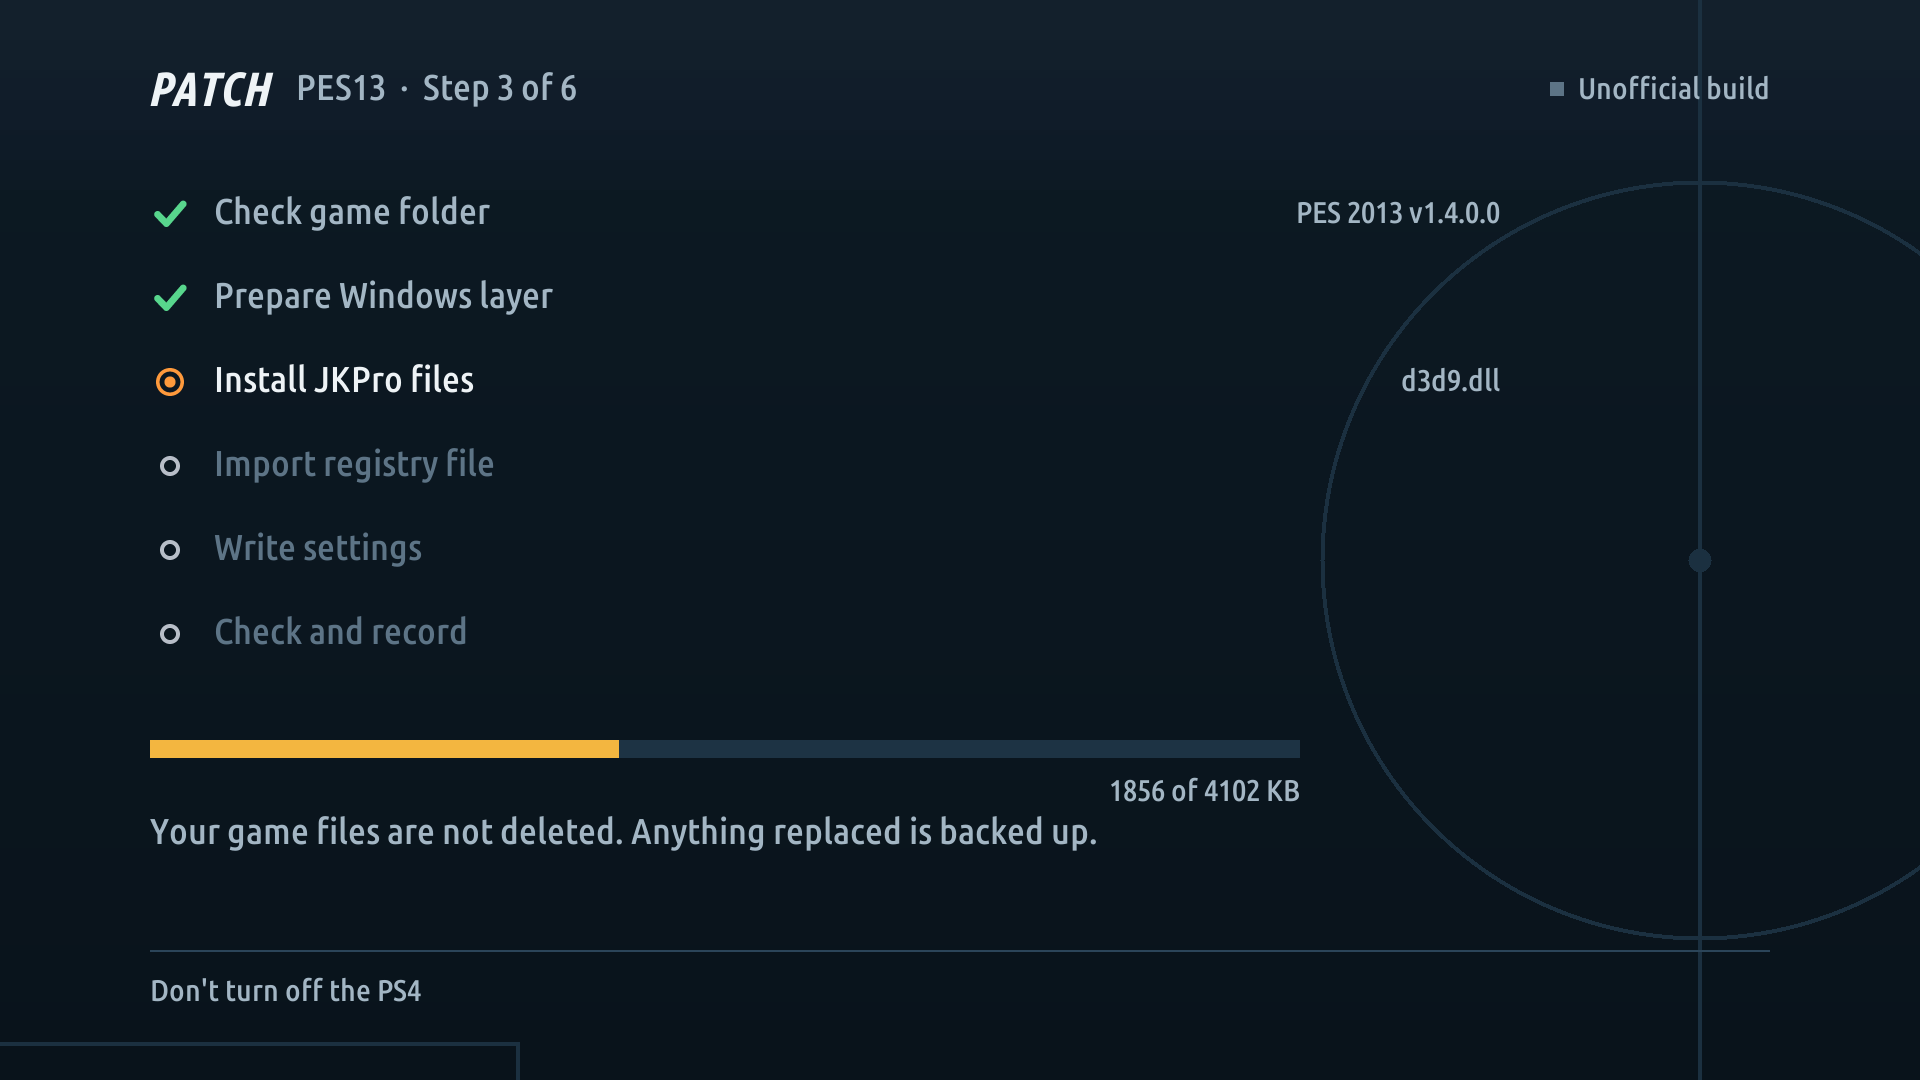 PATCH PES13 · Step 3 of 6
Unofficial build
Check game folder PES 2013 v1.4.0.0
Prepare Windows layer
Install JKPro files d3d9.dll
Import registry file
Write settings
Check and record
1856 of 4102 KB
Your game files are not deleted. Anything replaced is backed up.
Don't turn off the PS4